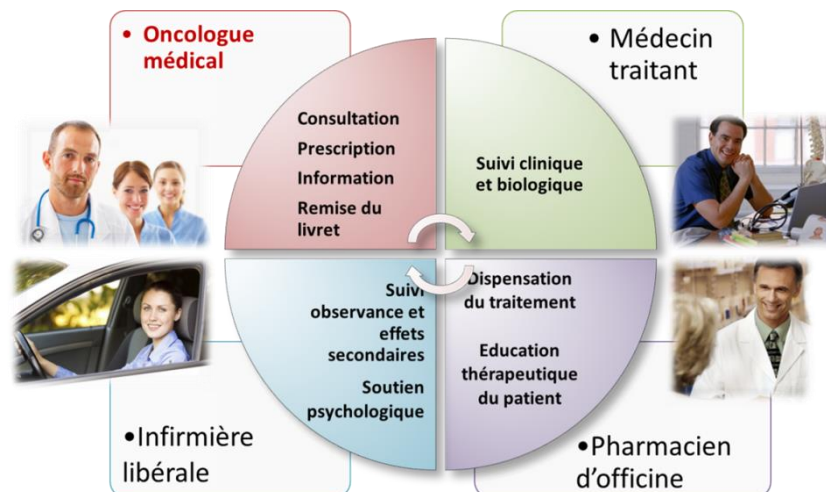 • Oncologue
médical
Consultation
Prescription
Information
Remise du
livret
• Médecin
traitant
Suivi clinique
et biologique
Suivi
observance et
effets
secondaires
Soutien
psychologique
•Infirmière
libérale
Dispensation
du traitement
Education
thérapeutique
du patient
•Pharmacien
d’officine